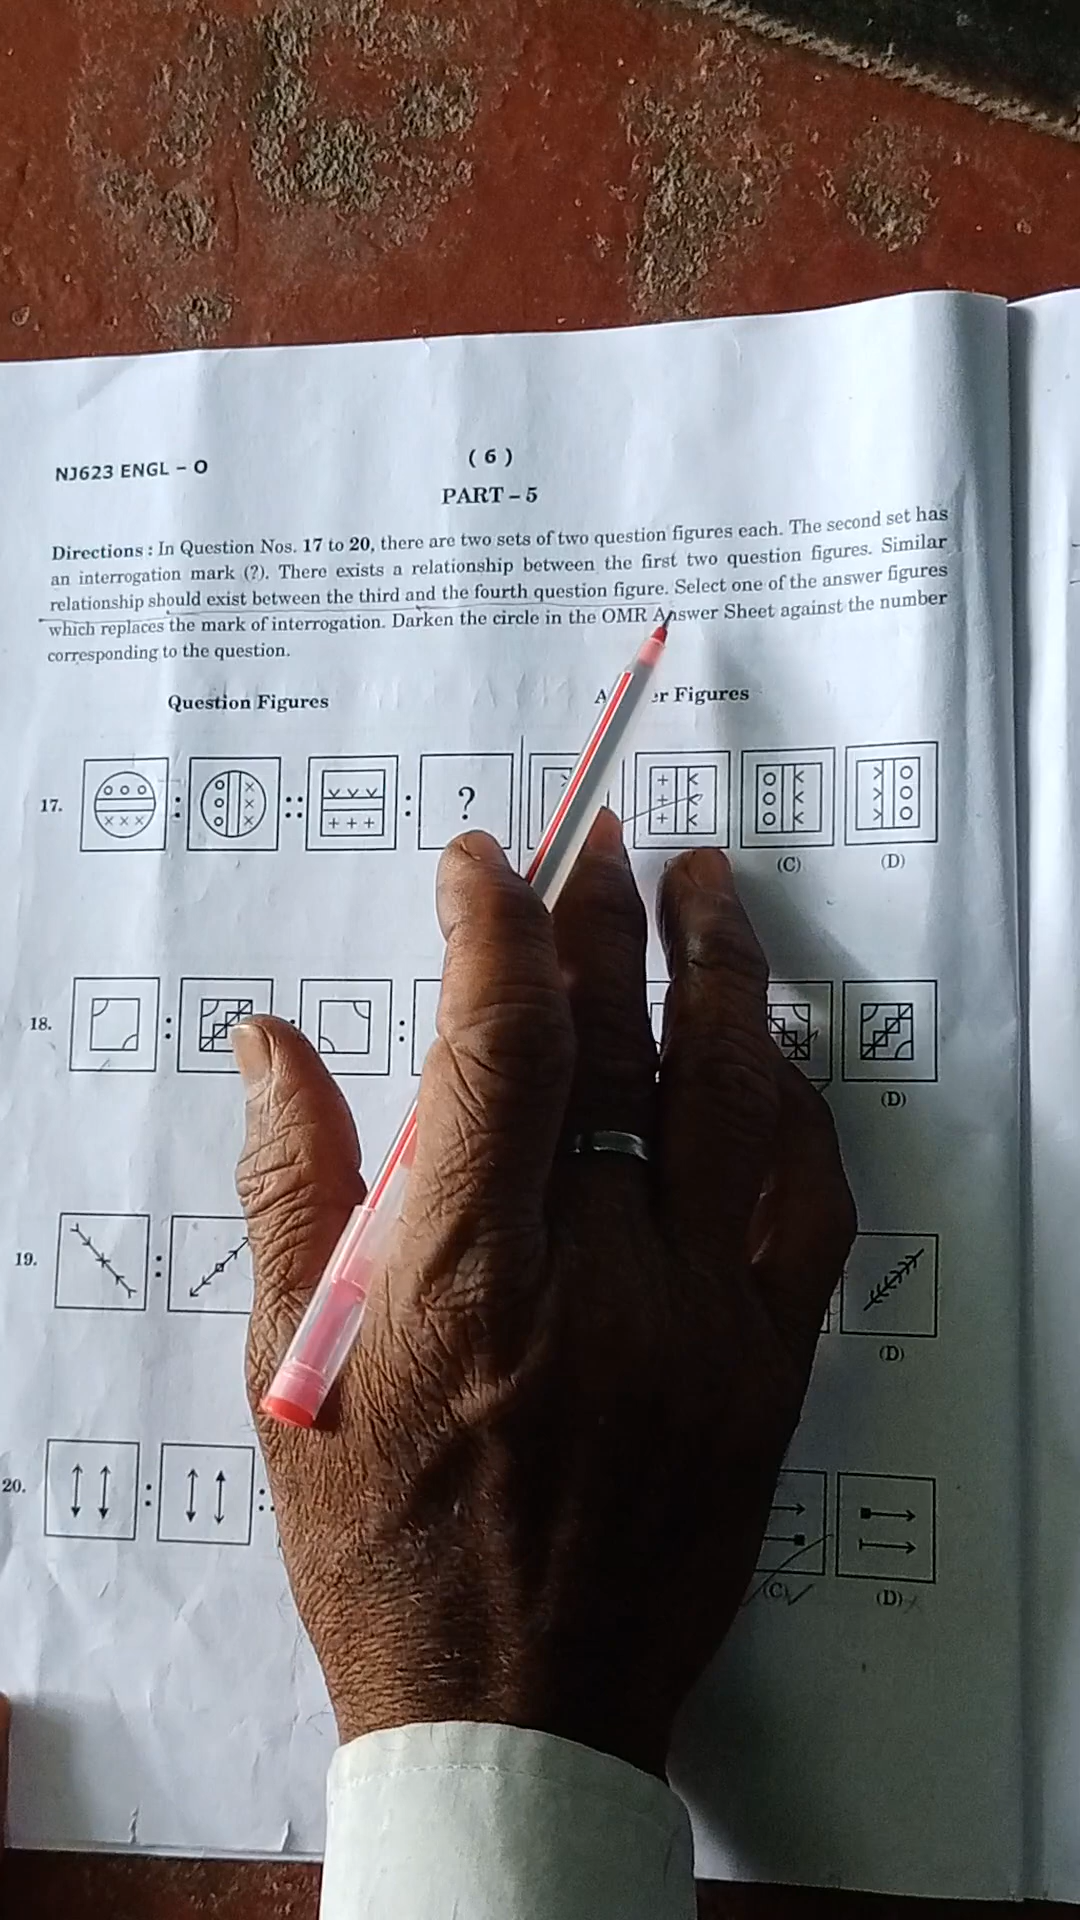 NJ623 ENGL – O
( 6 )
PART – 5
Directions : In Question Nos. 17 to 20, there are two sets of two question figures each. The second set has
an interrogation mark (?). There exists a relationship between the first two question figures. Similar
relationship should exist between the third and the fourth question figure. Select one of the answer figures
which replaces the mark of interrogation. Darken the circle in the OMR Answer Sheet against the number
corresponding to the question.
Question Figures
Figures
17.
: :: : ?
(C) (D)
18.
: :
(D)
19.
:
(D)
20.
: ::
(C) (D)